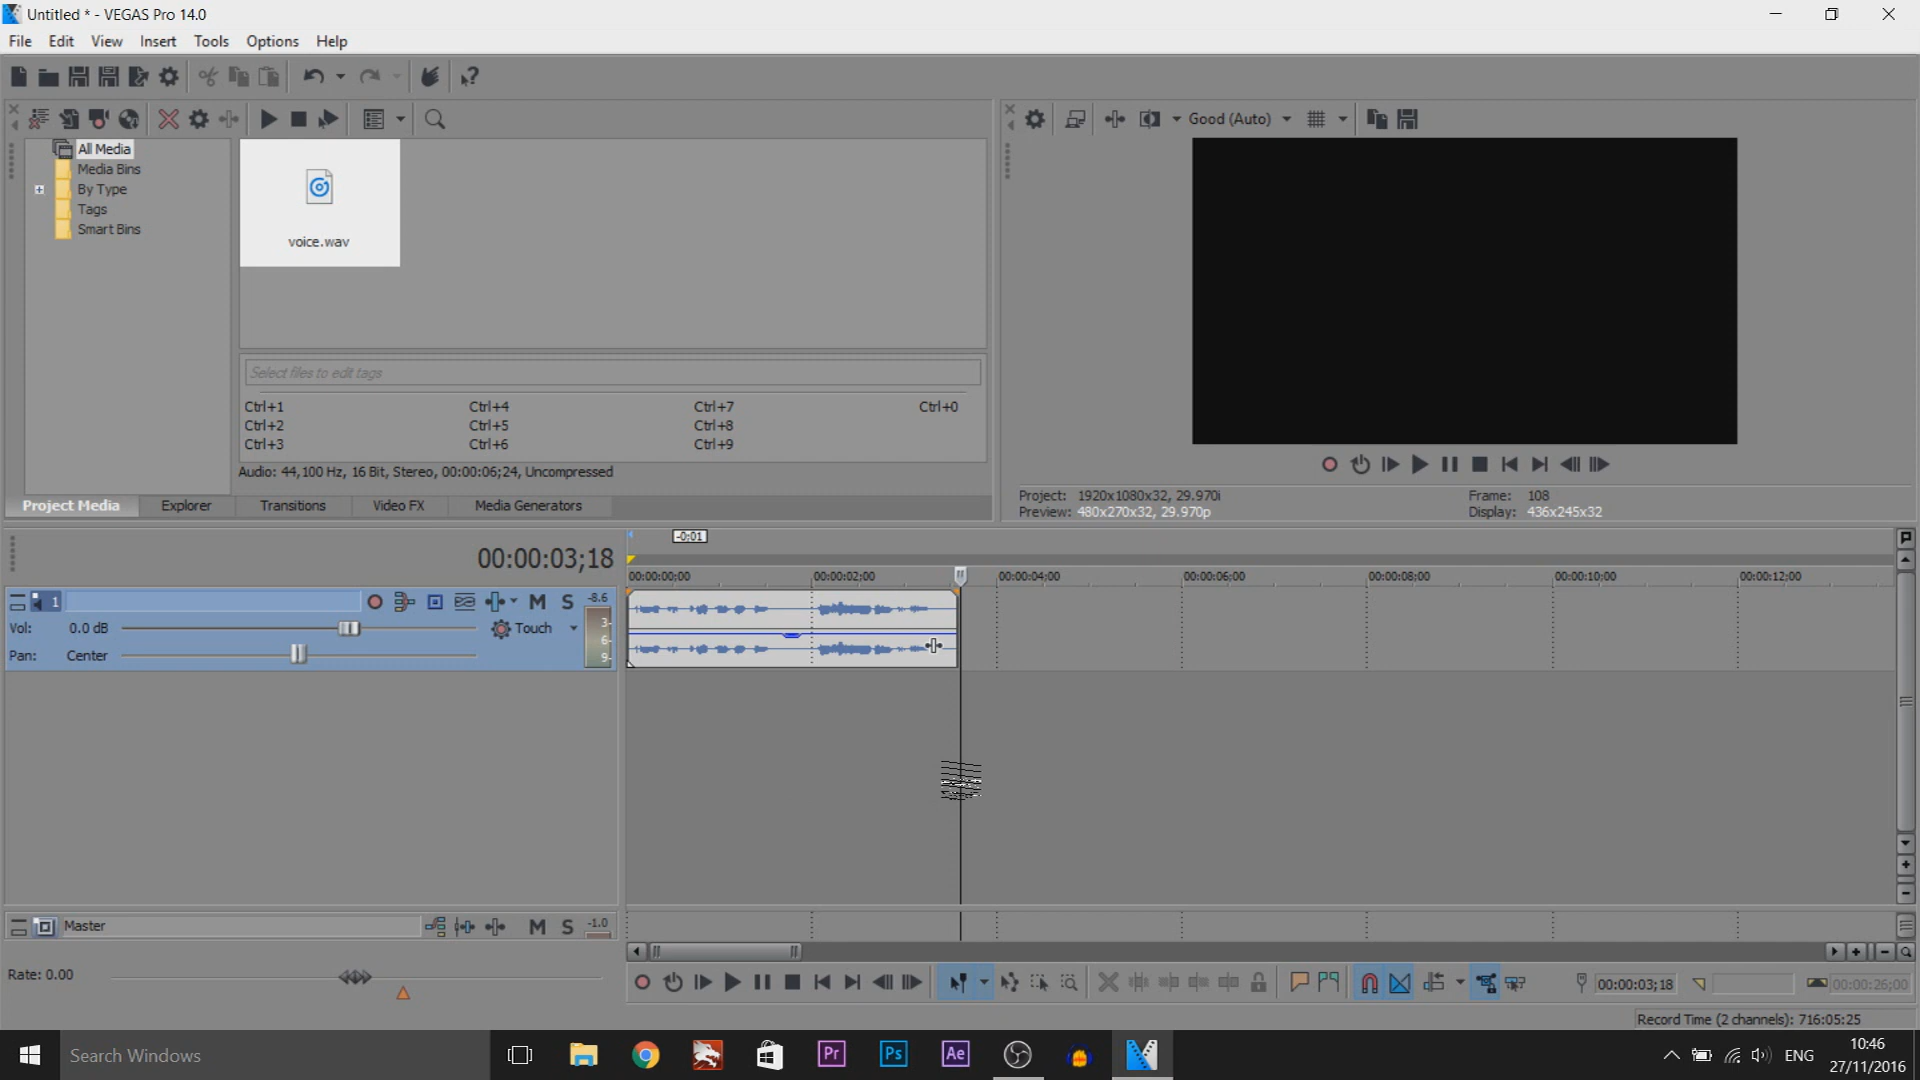 Untitled * - VEGAS Pro 14.0
File Edit View Insert Tools Options Help
Good (Auto)
All Media
Media Bins
By Type
Tags
Smart Bins
voice.wav
Select files to edit tags
Ctrl+1 Ctrl+4 Ctrl+7 Ctrl+0
Ctrl+2 Ctrl+5 Ctrl+8
Ctrl+3 Ctrl+6 Ctrl+9
Audio: 44,100 Hz, 16 Bit, Stereo, 00:00:06;24, Uncompressed
Project Media Explorer Transitions Video FX Media Generators
Project: 1920x1080x32, 29.970i Frame: 108
Preview: 480x270x32, 29.970p Display: 436x245x32
-0:01
00:00:03;18
00:00:00;00 00:00:02;00 00:00:04;00 00:00:06;00 00:00:08;00 00:00:10;00 00:00:12;00
1 M S -8.6
Vol: 0.0 dB Touch 3-
6-
Pan: Center 9-
Master M S -1.0
Rate: 0.00
00:00:03;18 00:00:26;00
Record Time (2 channels): 716:05:25
Search Windows
Pr Ps Ae
ENG
10:46
27/11/2016